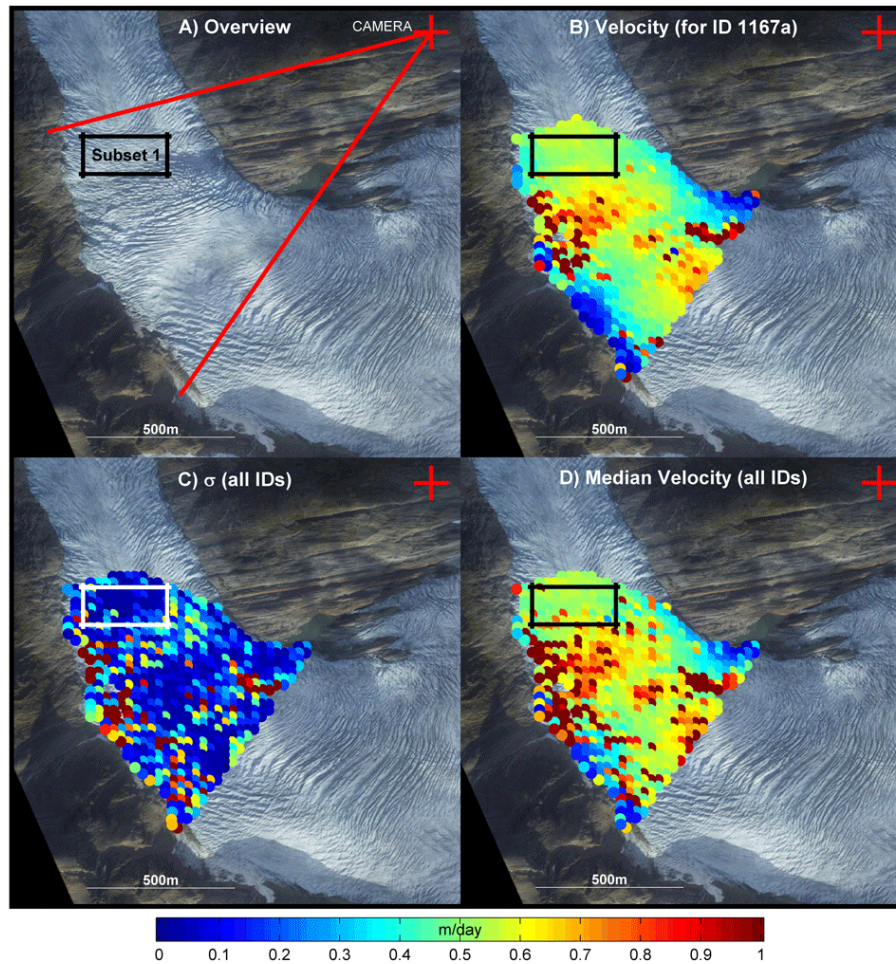 A) Overview
CAMERA
Subset 1
500m
B) Velocity (for ID 1167a)
500m
C) σ (all IDs)
500m
D) Median Velocity (all IDs)
500m
m/day
0 0.1 0.2 0.3 0.4 0.5 0.6 0.7 0.8 0.9 1